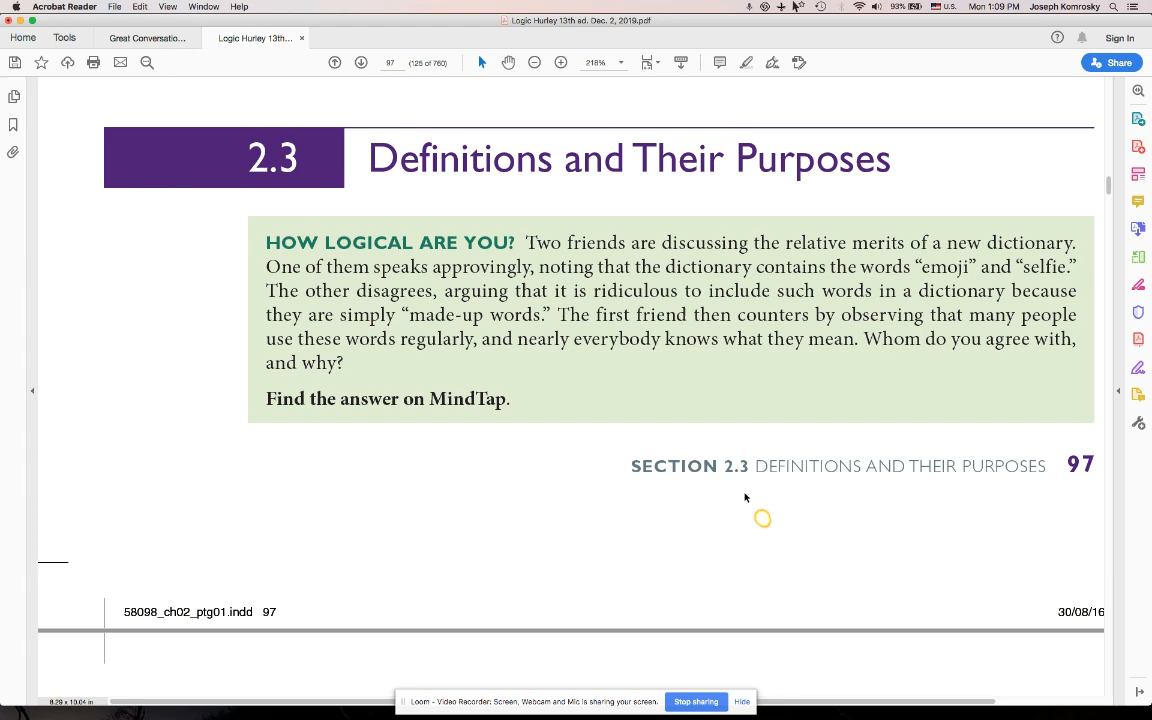 Acrobat Reader File Edit View Window Help 93% U.S. Mon 1:09 PM Joseph Komrosky
Logic Hurley 13th ed. Dec. 2, 2019.pdf
Home Tools Great Conversatio... Logic Hurley 13th... × Sign In
97 (125 of 760) 218% Share
2.3 Definitions and Their Purposes
HOW LOGICAL ARE YOU? Two friends are discussing the relative merits of a new dictionary.
One of them speaks approvingly, noting that the dictionary contains the words “emoji” and “selfie.”
The other disagrees, arguing that it is ridiculous to include such words in a dictionary because
they are simply “made-up words.” The first friend then counters by observing that many people
use these words regularly, and nearly everybody knows what they mean. Whom do you agree with,
and why?
Find the answer on MindTap.
SECTION 2.3 DEFINITIONS AND THEIR PURPOSES 97
58098_ch02_ptg01.indd 97 30/08/16
8.29 x 10.04 in
Loom - Video Recorder: Screen, Webcam and Mic is sharing your screen. Stop sharing Hide